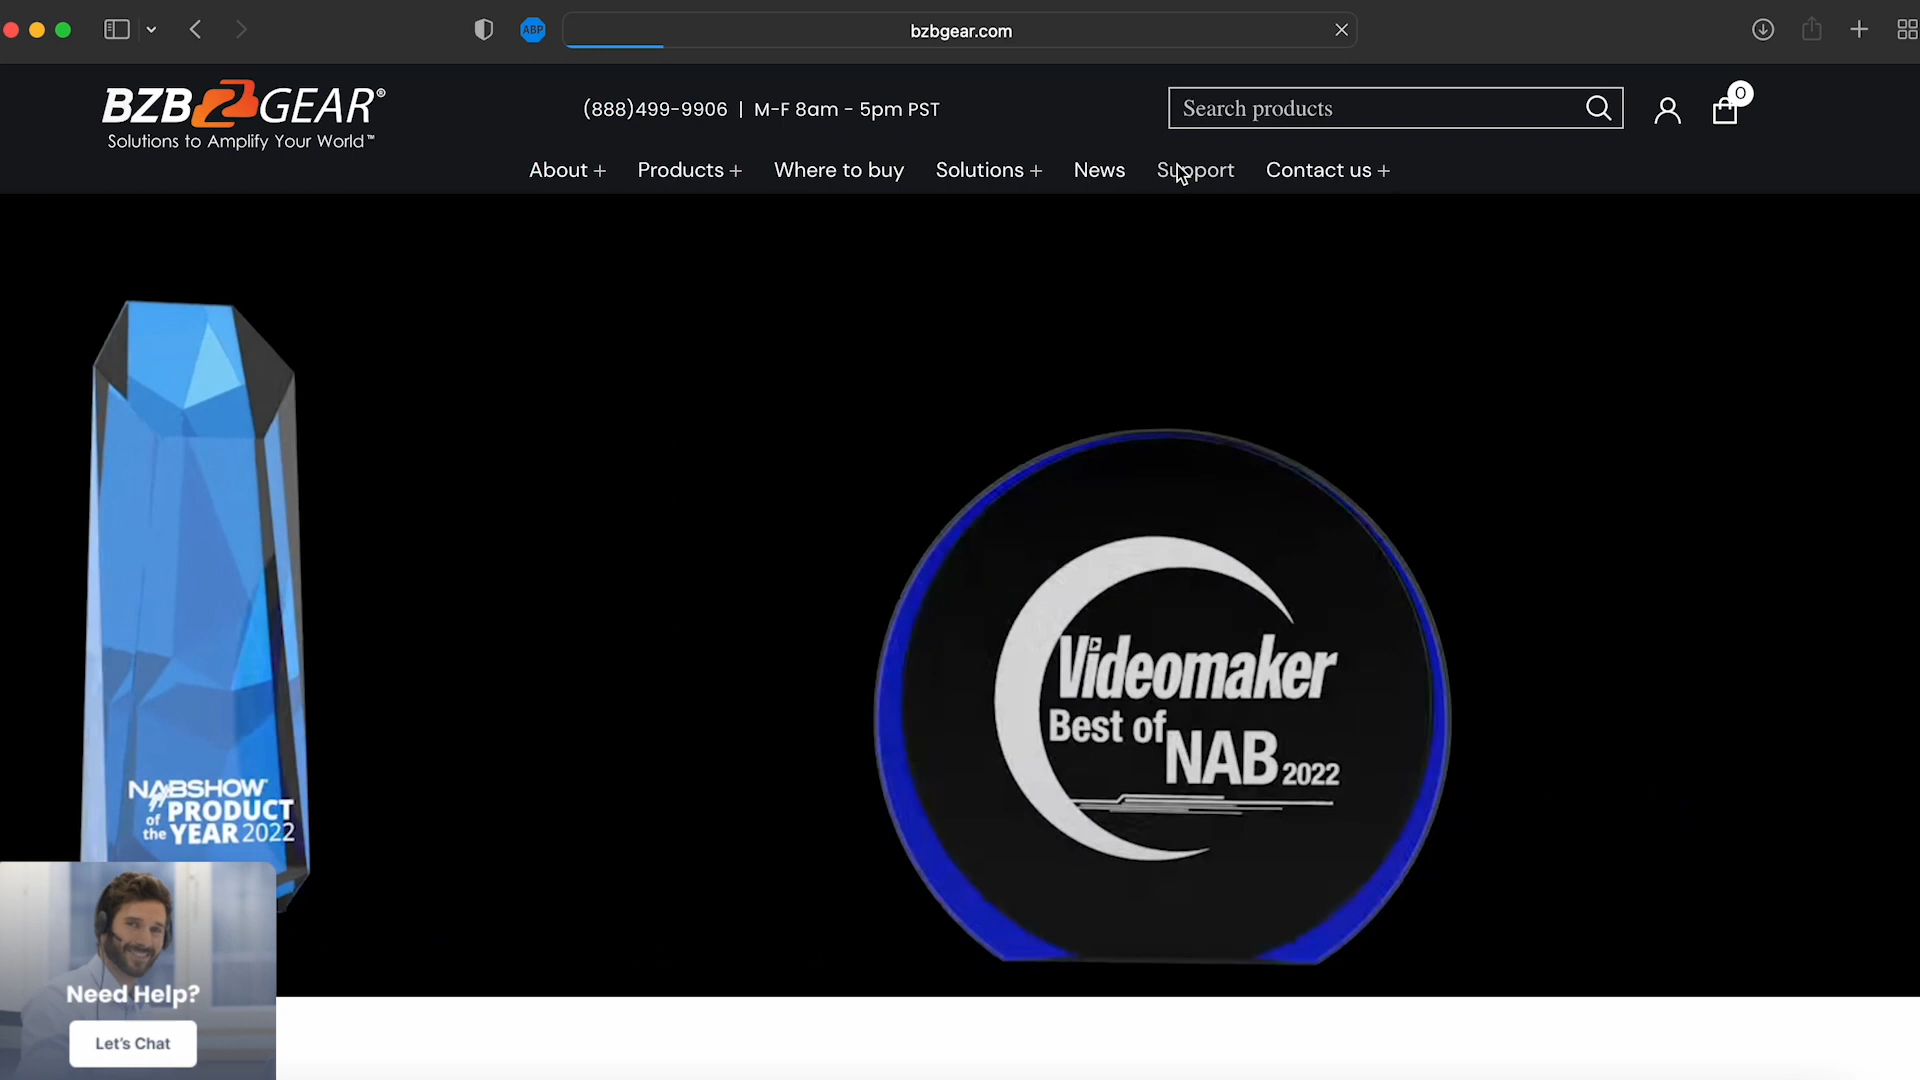 ABP
bzbgear.com
BZBGEAR®
Solutions to Amplify Your World™
(888)499-9906 | M-F 8am - 5pm PST
Search products
0
About +
Products +
Where to buy
Solutions +
News
Support
Contact us +
NABSHOW®
of the PRODUCT
YEAR 2022
Videomaker
Best of
NAB 2022
Need Help?
Let's Chat